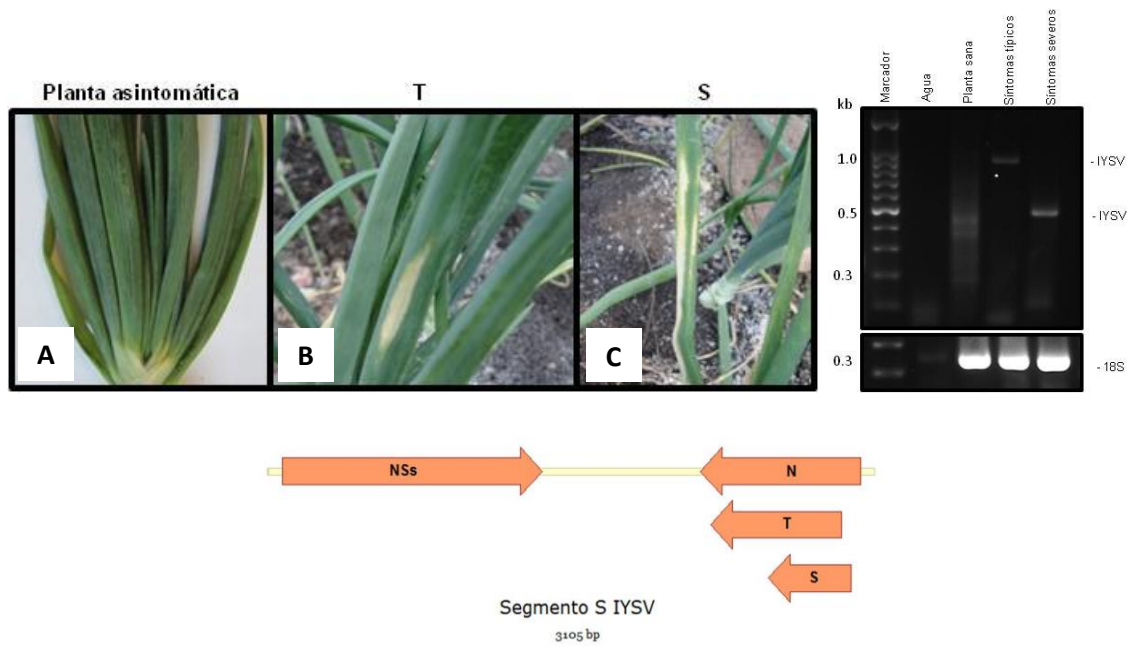 Planta asintomática
T
S
A
B
C
kb
Marcador
Agua
Planta sana
Síntomas típicos
Síntomas severos
1.0
- IYSV
0.5
- IYSV
0.3
0.3
- 18S
NSs
N
T
S
Segmento S IYSV
3105 bp